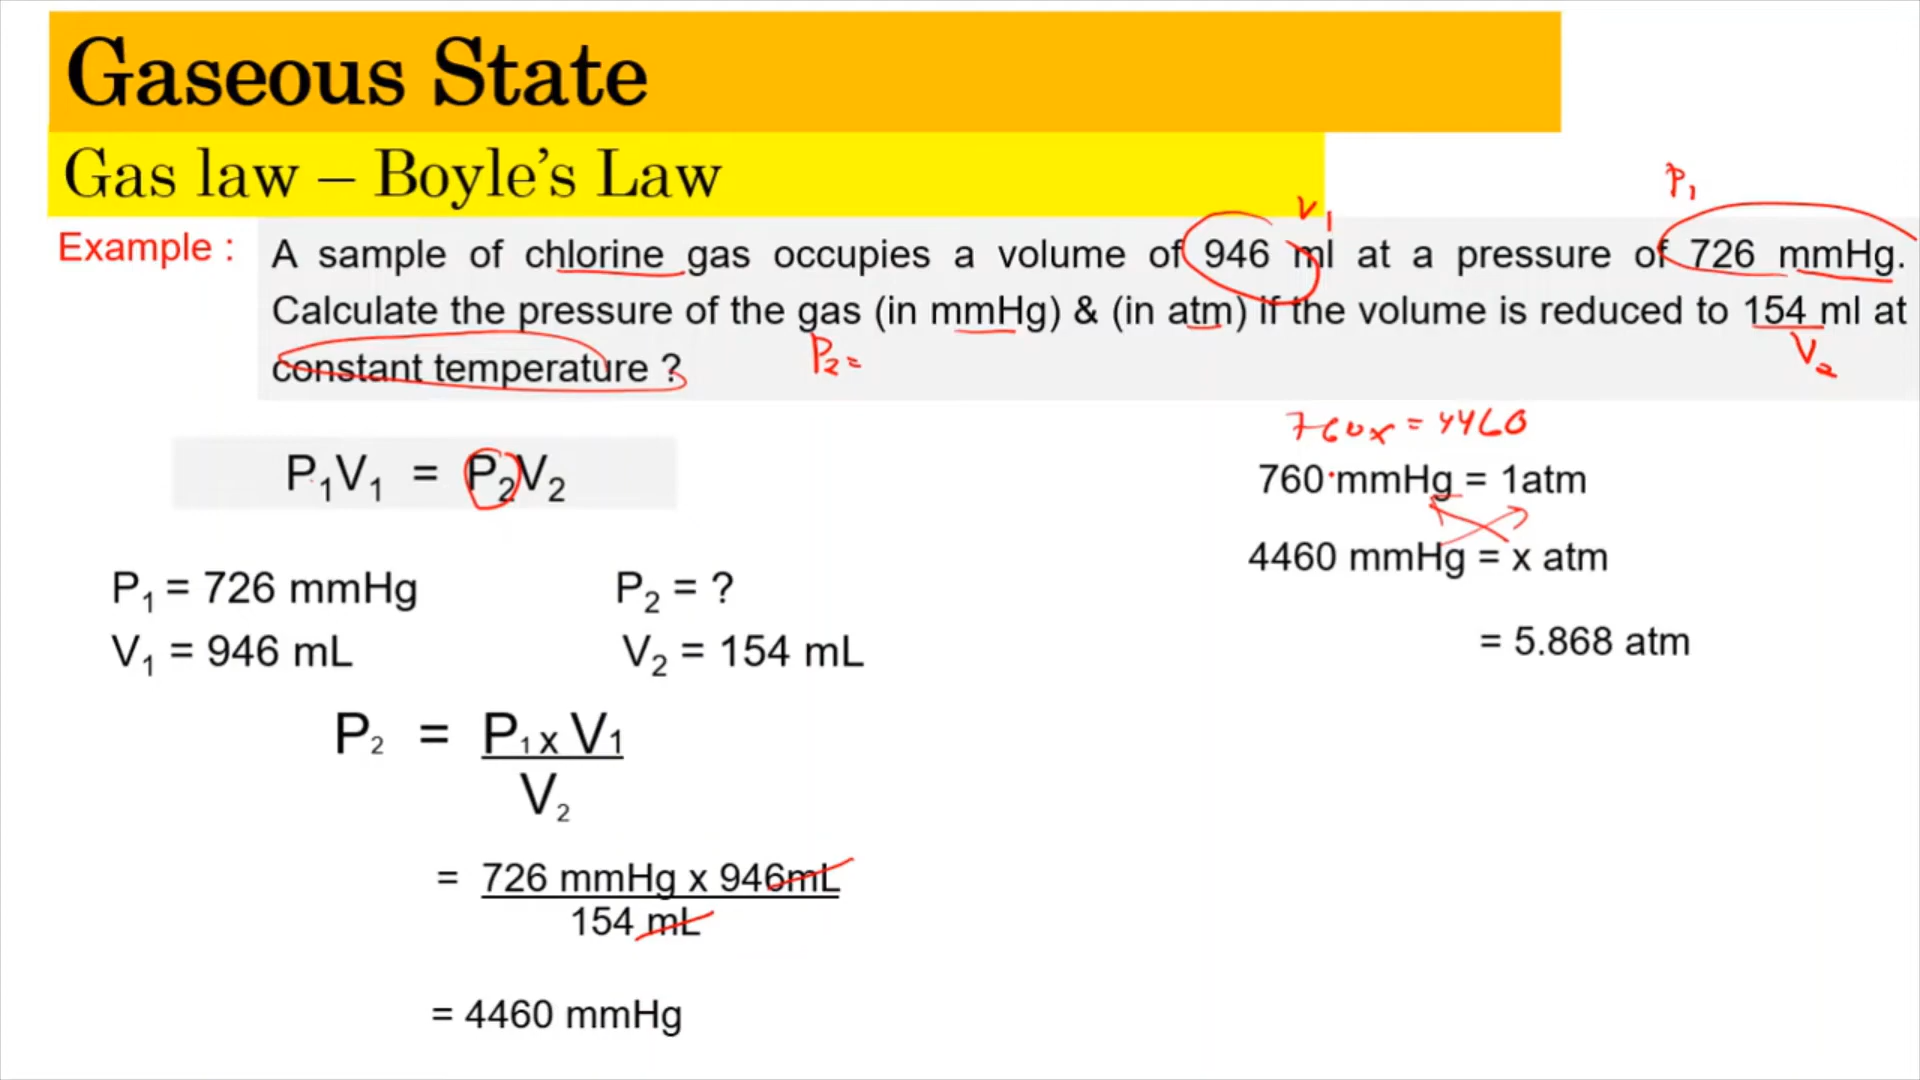 Gaseous State
Gas law – Boyle’s Law
V1
P1
Example : A sample of chlorine gas occupies a volume of 946 ml at a pressure of 726 mmHg.
Calculate the pressure of the gas (in mmHg) & (in atm) if the volume is reduced to 154 ml at
constant temperature ?
P2 =
V2
760x = 4460
P1V1 = P2V2
760 mmHg = 1atm
4460 mmHg = x atm
= 5.868 atm
P1 = 726 mmHg P2 = ?
V1 = 946 mL V2 = 154 mL
P2 = P1 x V1
V2
= 726 mmHg x 946mL
154 mL
= 4460 mmHg